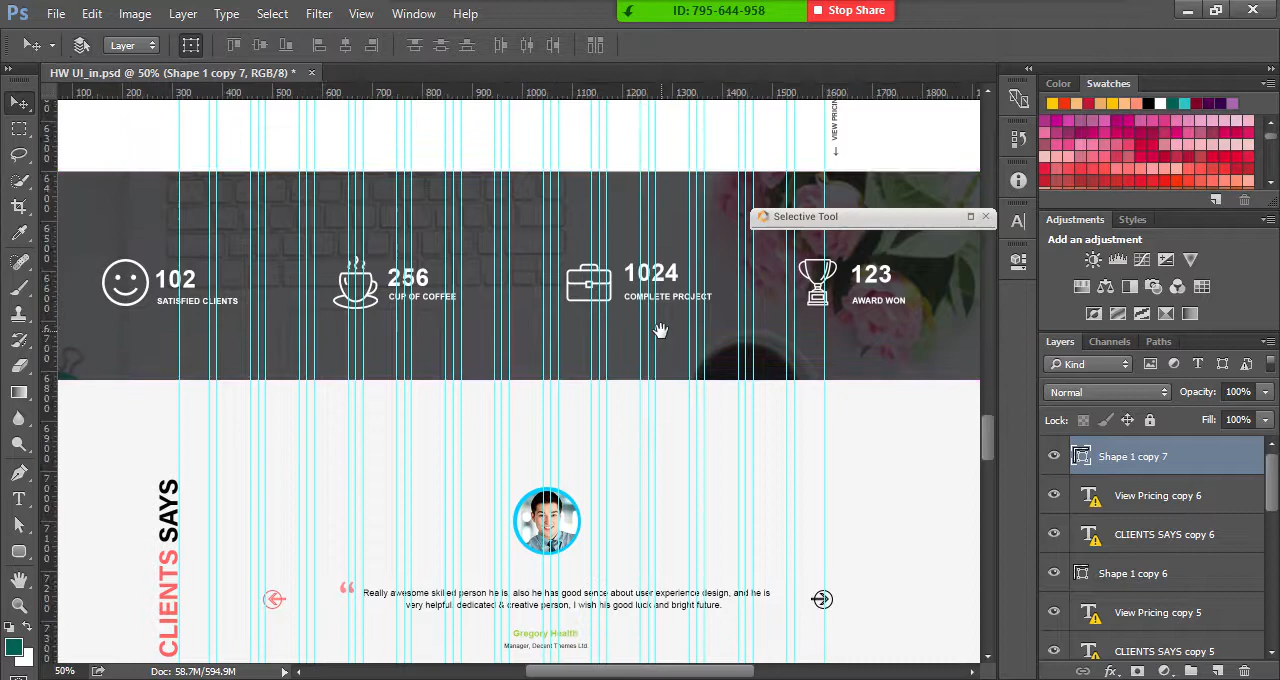 Ps File Edit Image Layer Type Select Filter View Window Help
ID: 795-644-958
Stop Share
Layer
HW UI_in.psd @ 50% (Shape 1 copy 7, RGB/8) *
100 200 300 400 500 600 700 800 900 1000 1100 1200 1300 1400 1500 1600 1700 1800
VIEW PRICIN
Selective Tool
102
SATISFIED CLIENTS
256
CUP OF COFFEE
1024
COMPLETE PROJECT
123
AWARD WON
CLIENTS SAYS
“
Really awesome skilled person he is, also he has good sence about user experience design, and he is
very helpful, dedicated & creative person, I wish his good luck and bright future.
Gregory Health
Manager, Decent Themes Ltd.
50%
Doc: 58.7M/594.9M
Color Swatches
Adjustments Styles
Add an adjustment
Layers Channels Paths
Kind
Normal Opacity: 100%
Lock: Fill: 100%
Shape 1 copy 7
View Pricing copy 6
CLIENTS SAYS copy 6
Shape 1 copy 6
View Pricing copy 5
CLIENTS SAYS copy 5